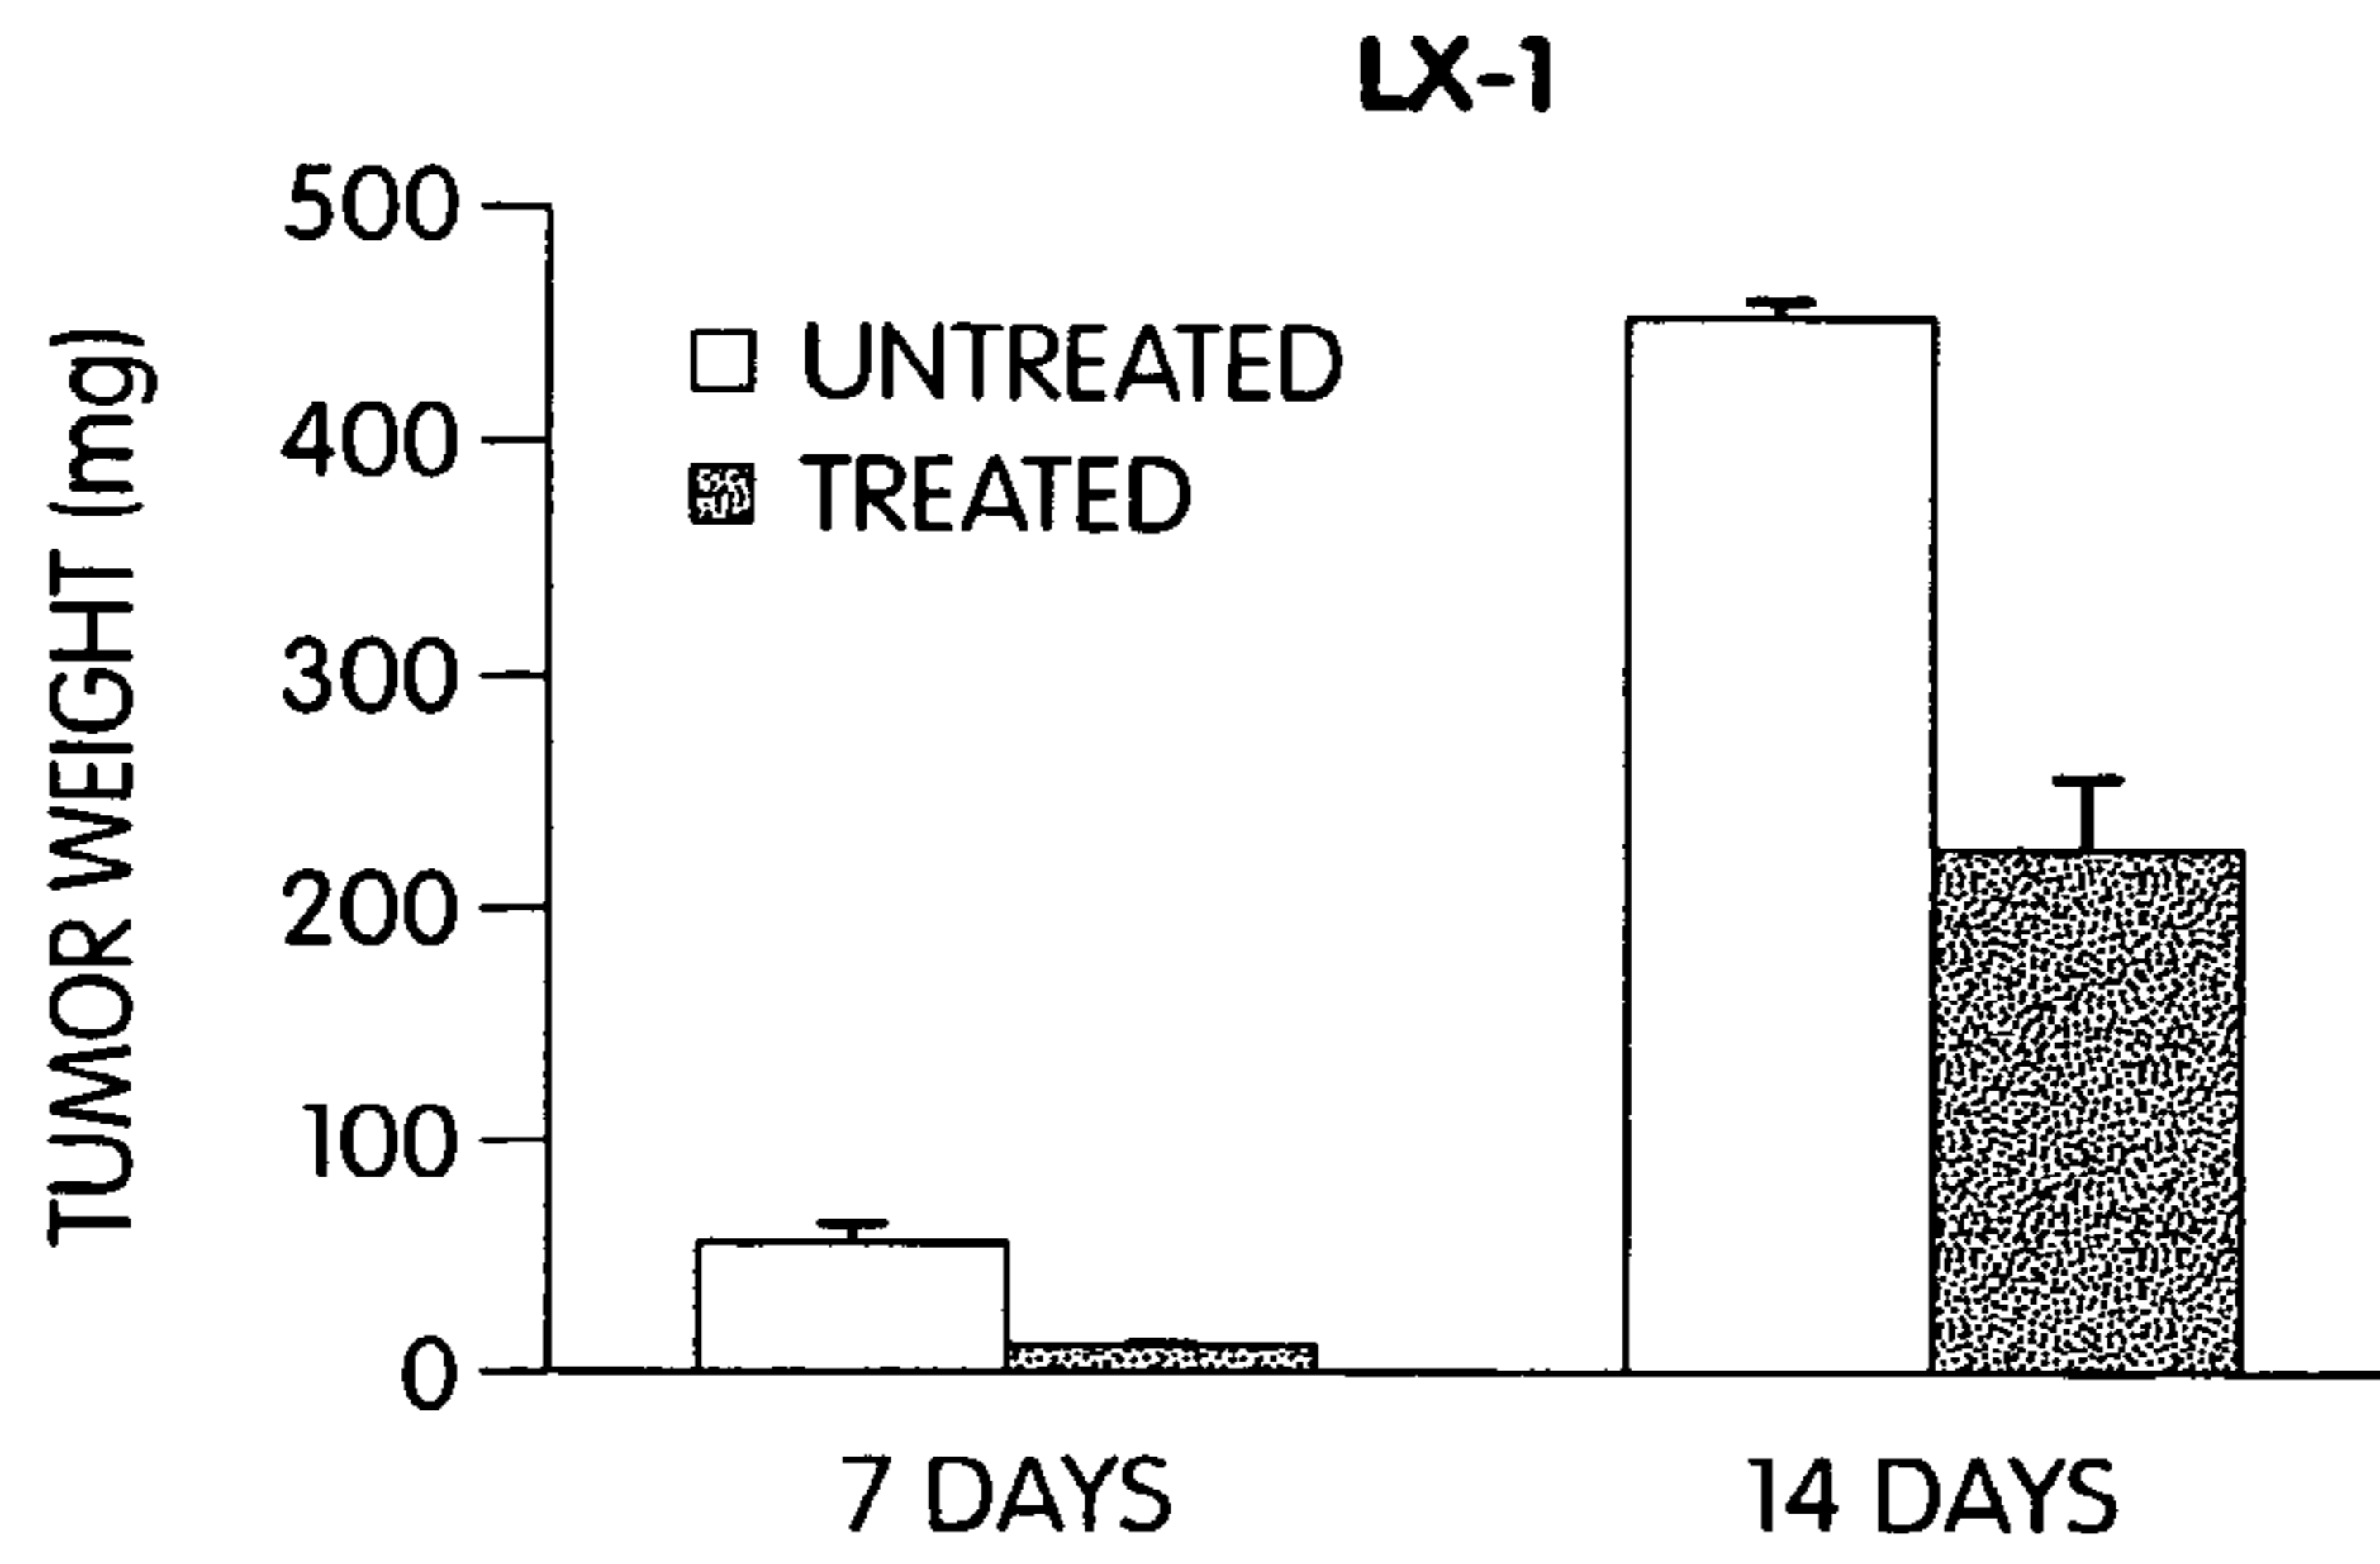 LX-1
TUMOR WEIGHT (mg)
500
400
300
200
100
0
UNTREATED
TREATED
7 DAYS
14 DAYS